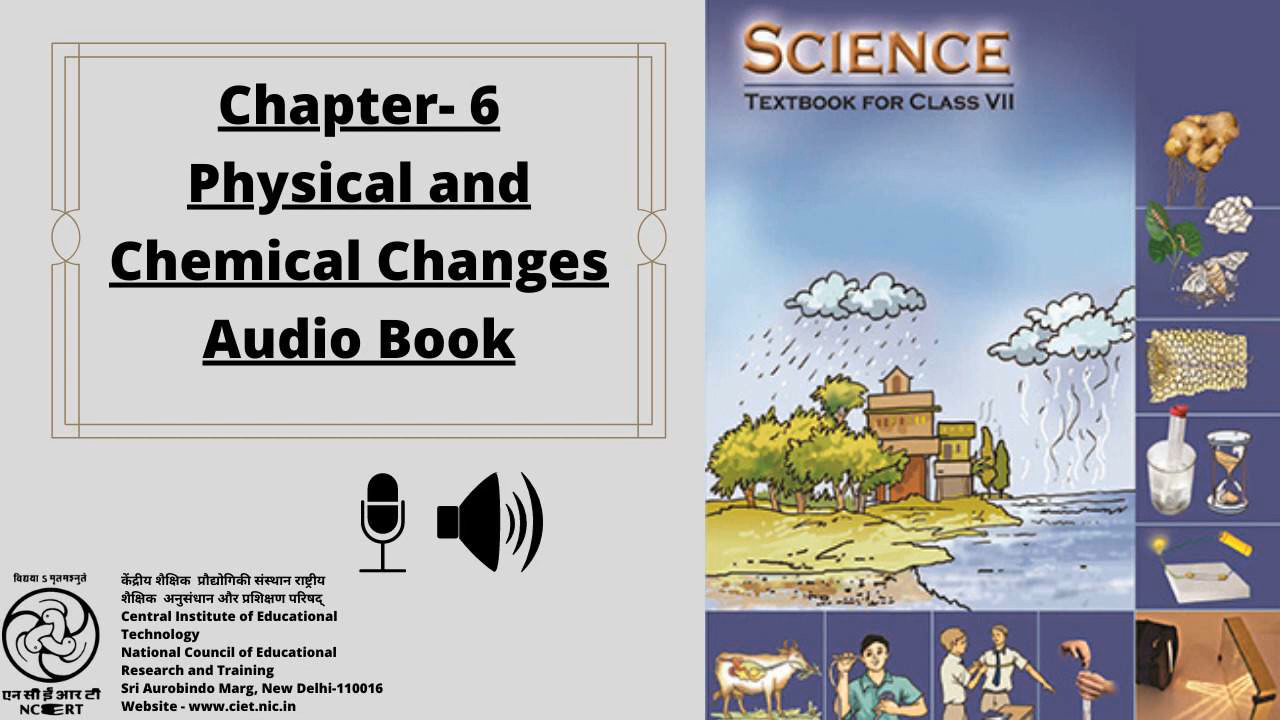 Chapter- 6
Physical and
Chemical Changes
Audio Book
SCIENCE
TEXTBOOK FOR CLASS VII
विद्यया ऽ मृतमश्नुते
एन सी ई आर टी
NCERT
केंद्रीय शैक्षिक प्रौद्योगिकी संस्थान राष्ट्रीय
शैक्षिक अनुसंधान और प्रशिक्षण परिषद्
Central Institute of Educational
Technology
National Council of Educational
Research and Training
Sri Aurobindo Marg, New Delhi-110016
Website - www.ciet.nic.in